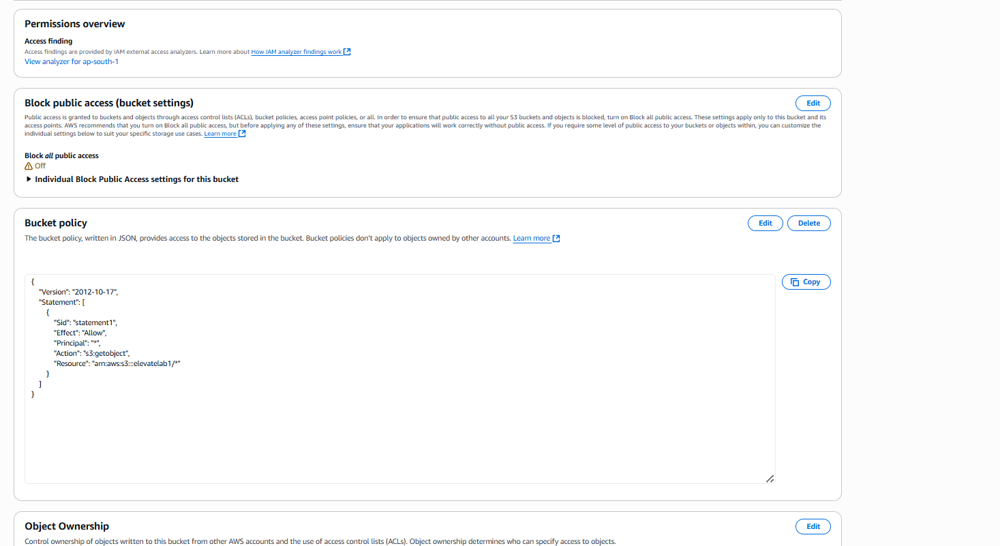 Permissions overview
Access finding
Access findings are provided by IAM external access analyzers. Learn more about How IAM analyzer findings work
View analyzer for ap-south-1
Block public access (bucket settings)
Edit
Public access is granted to buckets and objects through access control lists (ACLs), bucket policies, access point policies, or all. In order to ensure that public access to all your S3 buckets and objects is blocked, turn on Block all public access. These settings apply only to this bucket and its
access points. AWS recommends that you turn on Block all public access, but before applying any of these settings, ensure that your applications will work correctly without public access. If you require some level of public access to your buckets or objects within, you can customize the
individual settings below to suit your specific storage use cases. Learn more
Block all public access
Off
Individual Block Public Access settings for this bucket
Bucket policy
Edit
Delete
The bucket policy, written in JSON, provides access to the objects stored in the bucket. Bucket policies don't apply to objects owned by other accounts. Learn more
Copy
{
"Version": "2012-10-17",
"Statement": [
{
"Sid": "statement1",
"Effect": "Allow",
"Principal": "*",
"Action": "s3:getobject",
"Resource": "arn:aws:s3:::elevatelab1/*"
}
]
}
Object Ownership
Edit
Control ownership of objects written to this bucket from other AWS accounts and the use of access control lists (ACLs). Object ownership determines who can specify access to objects.